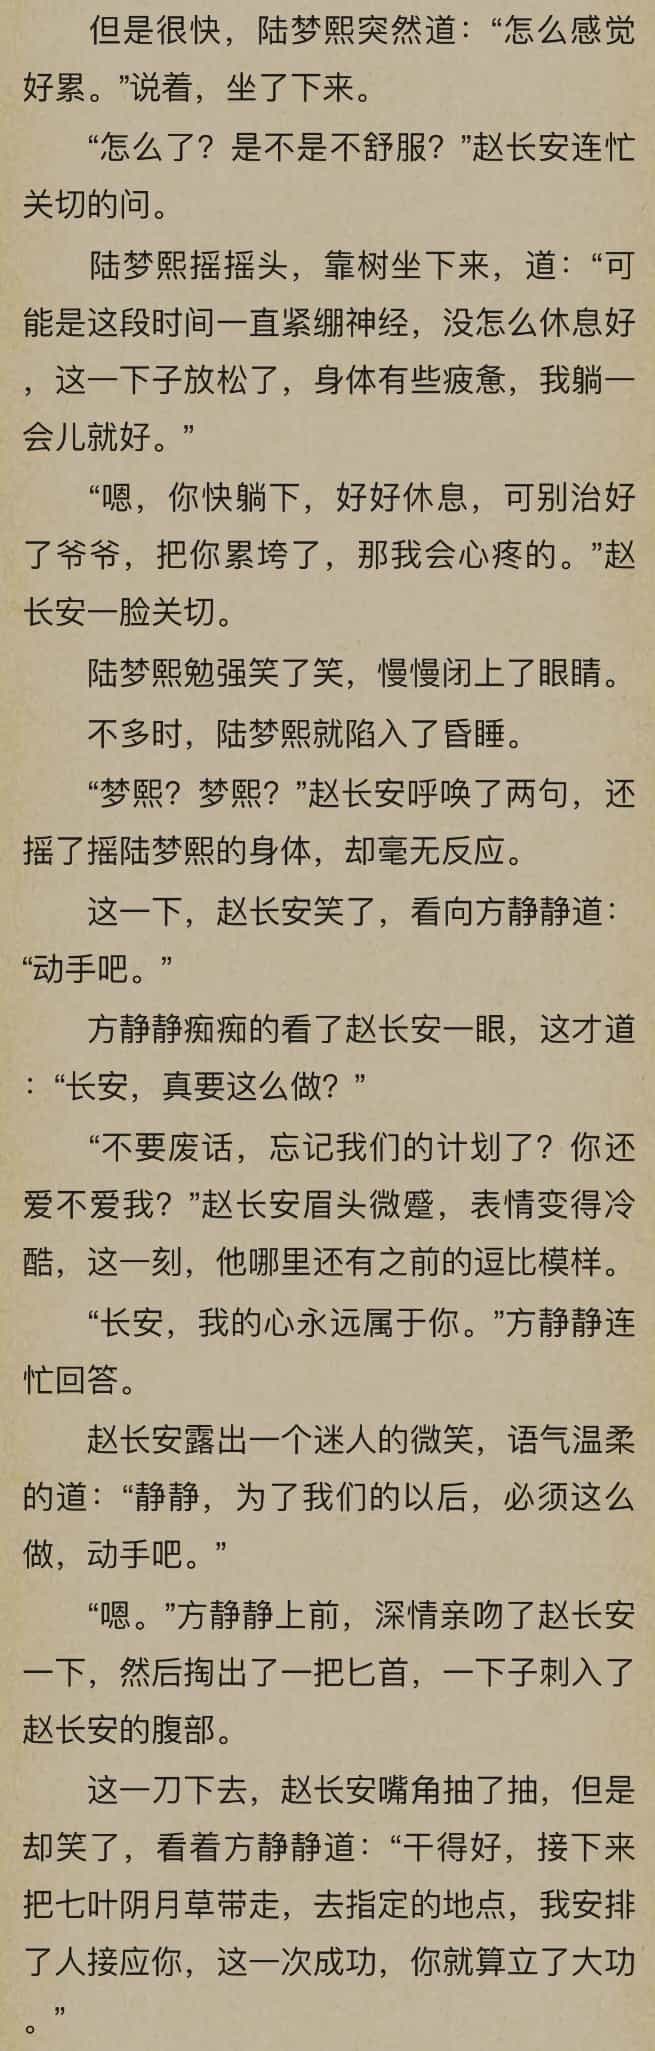 但是很快，陆梦熙突然道：“怎么感觉
好累。”说着，坐了下来。
“怎么了？是不是不舒服？”赵长安连忙
关切的问。
陆梦熙摇摇头，靠树坐下来，道：“可
能是这段时间一直紧绷神经，没怎么休息好
，这一下子放松了，身体有些疲惫，我躺一
会儿就好。”
“嗯，你快躺下，好好休息，可别治好
了爷爷，把你累垮了，那我会心疼的。”赵
长安一脸关切。
陆梦熙勉强笑了笑，慢慢闭上了眼睛。
不多时，陆梦熙就陷入了昏睡。
“梦熙？梦熙？”赵长安呼唤了两句，还
摇了摇陆梦熙的身体，却毫无反应。
这一下，赵长安笑了，看向方静静道：
“动手吧。”
方静静痴痴的看了赵长安一眼，这才道
：“长安，真要这么做？”
“不要废话，忘记我们的计划了？你还
爱不爱我？”赵长安眉头微蹙，表情变得冷
酷，这一刻，他哪里还有之前的逗比模样。
“长安，我的心永远属于你。”方静静连
忙回答。
赵长安露出一个迷人的微笑，语气温柔
的道：“静静，为了我们的以后，必须这么
做，动手吧。”
“嗯。”方静静上前，深情亲吻了赵长安
一下，然后掏出了一把匕首，一下子刺入了
赵长安的腹部。
这一刀下去，赵长安嘴角抽了抽，但是
却笑了，看着方静静道：“干得好，接下来
把七叶阴月草带走，去指定的地点，我安排
了人接应你，这一次成功，你就算立了大功
。”